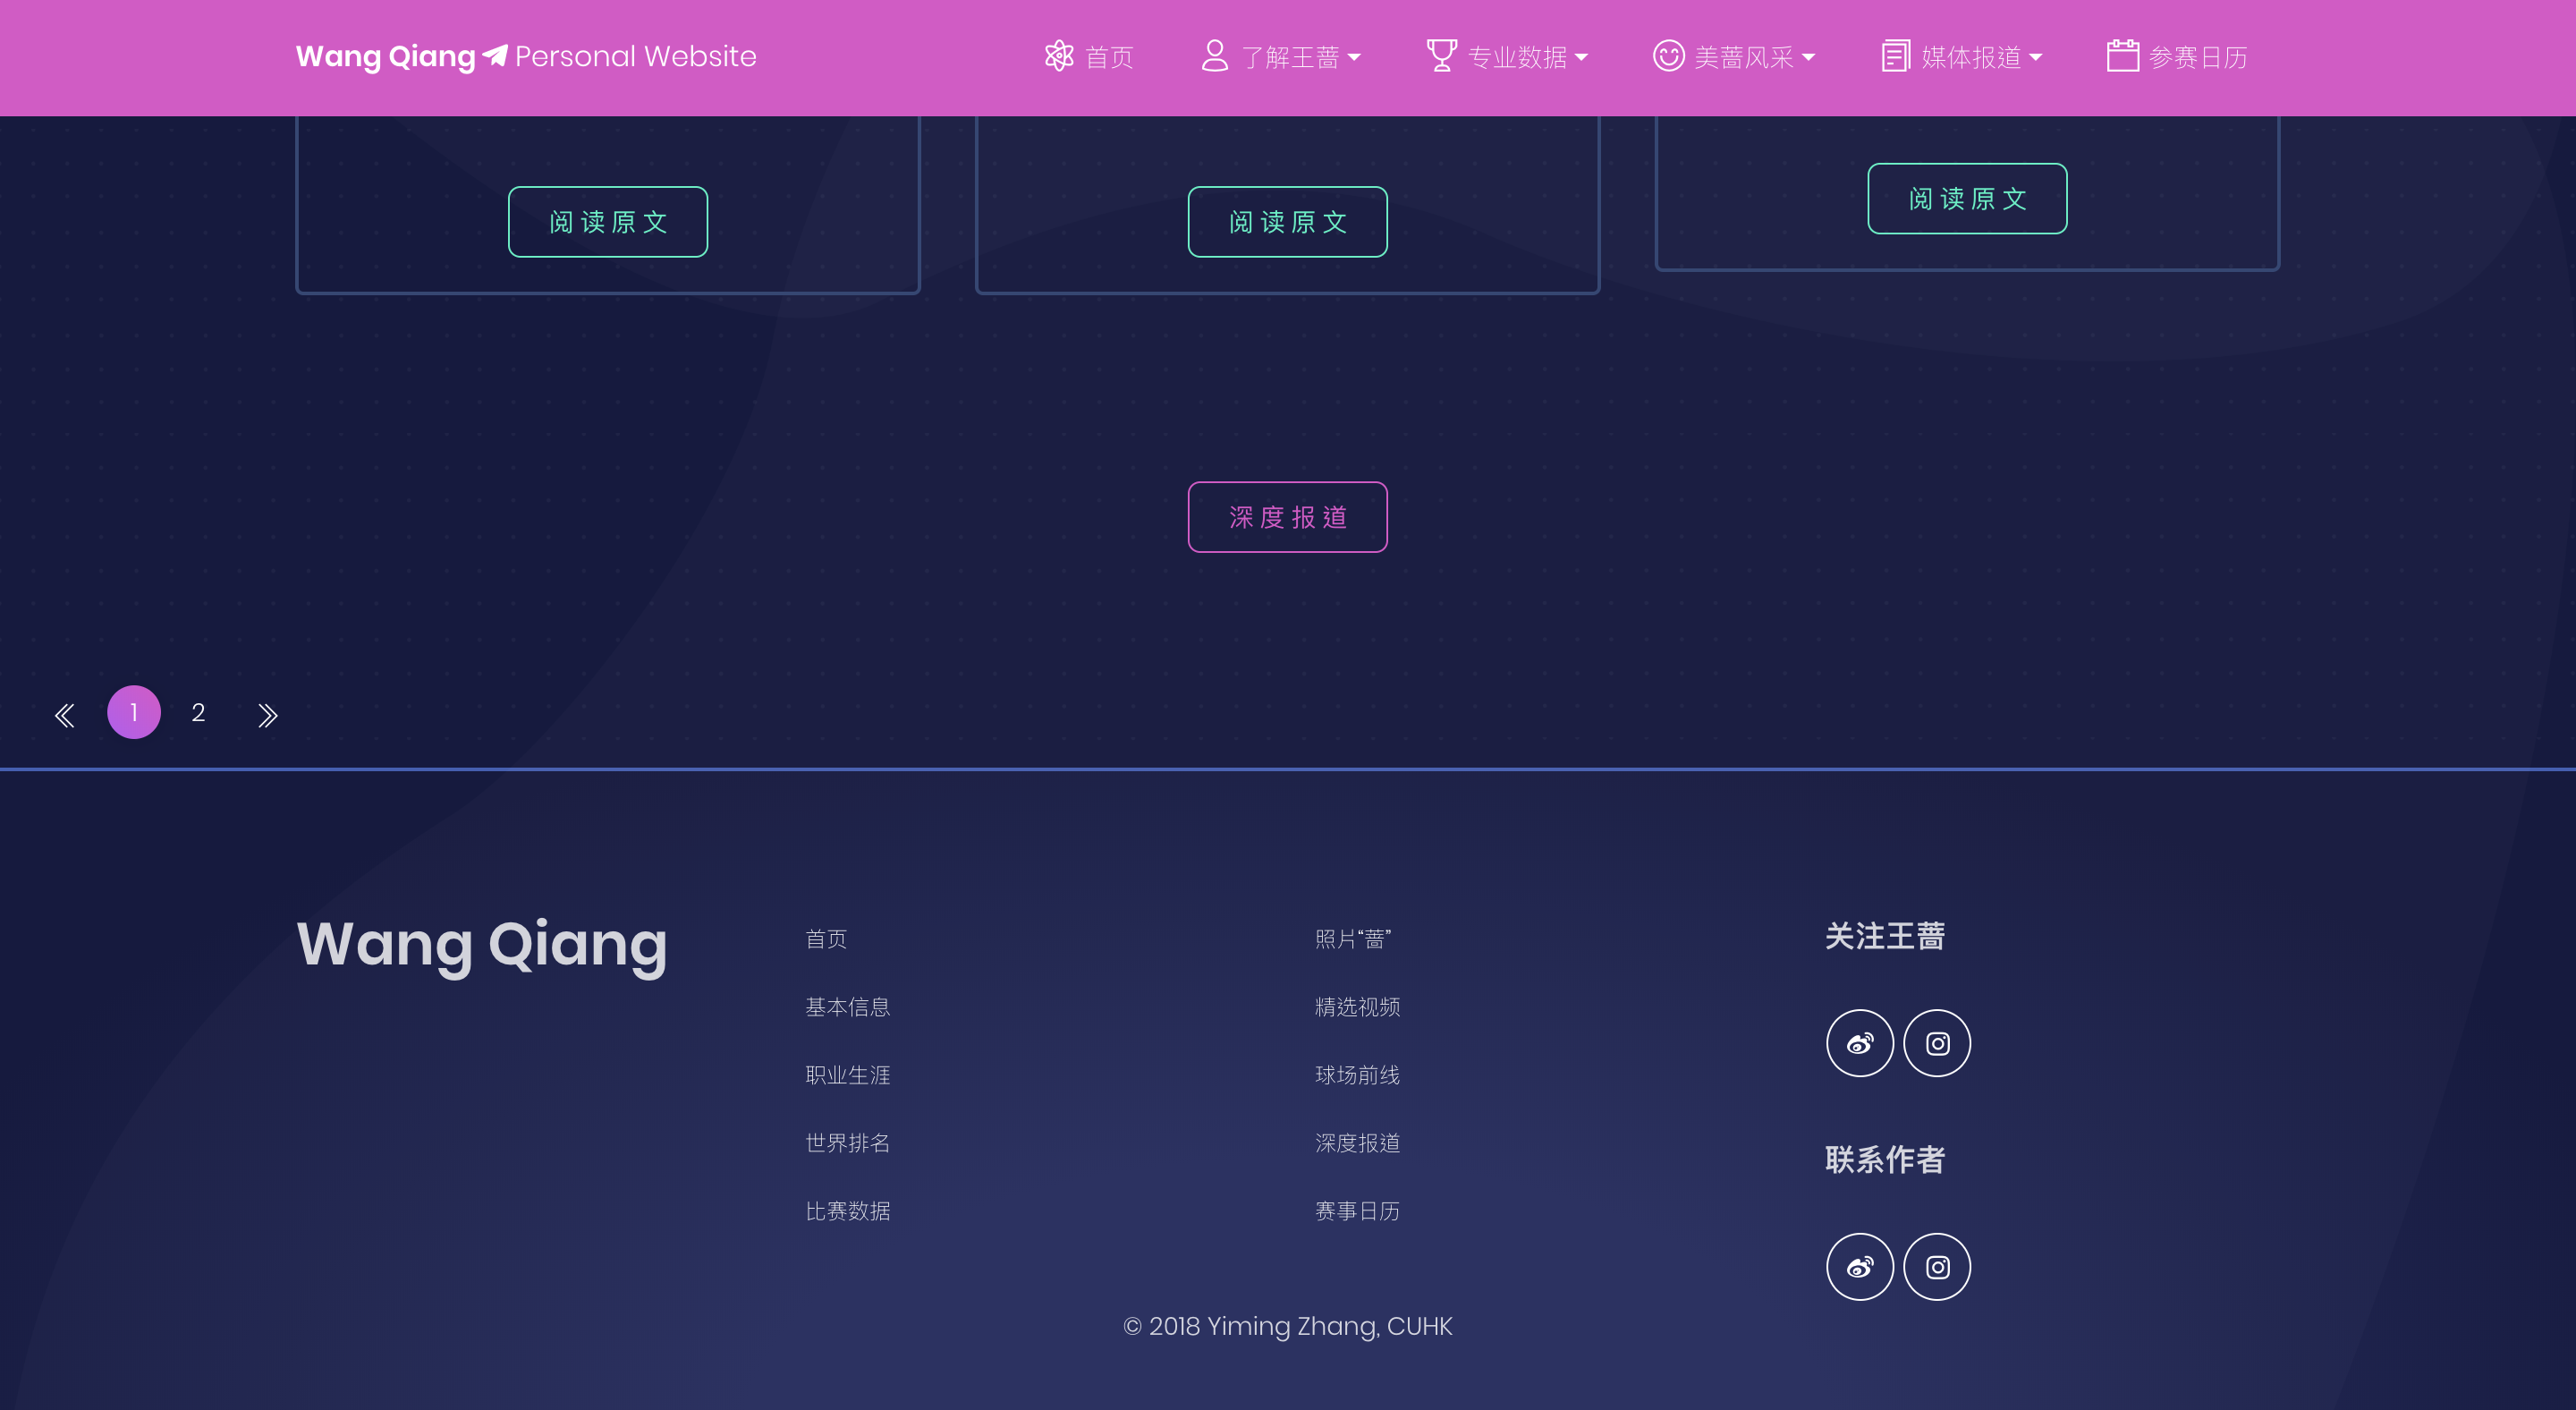 Wang Qiang Personal Website
首页
了解王蔷
专业数据
美蔷风采
媒体报道
参赛日历
阅读原文
阅读原文
阅读原文
深度报道
1
2
Wang Qiang
首页
基本信息
职业生涯
世界排名
比赛数据
照片“蔷”
精选视频
球场前线
深度报道
赛事日历
关注王蔷
联系作者
© 2018 Yiming Zhang, CUHK